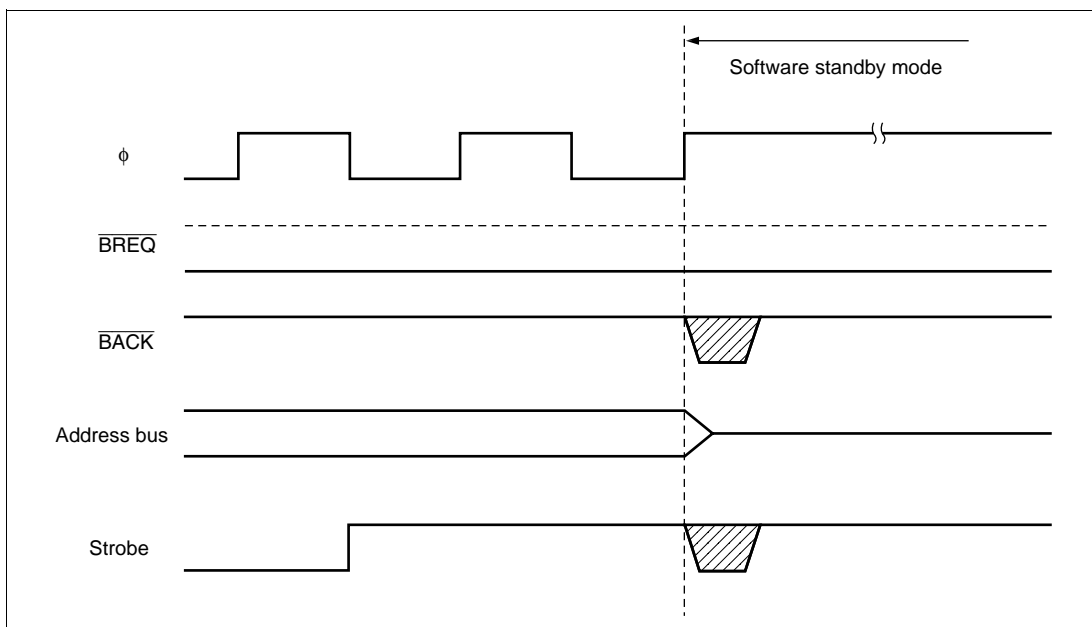 Software standby mode
ϕ
BREQ
BACK
Address bus
Strobe